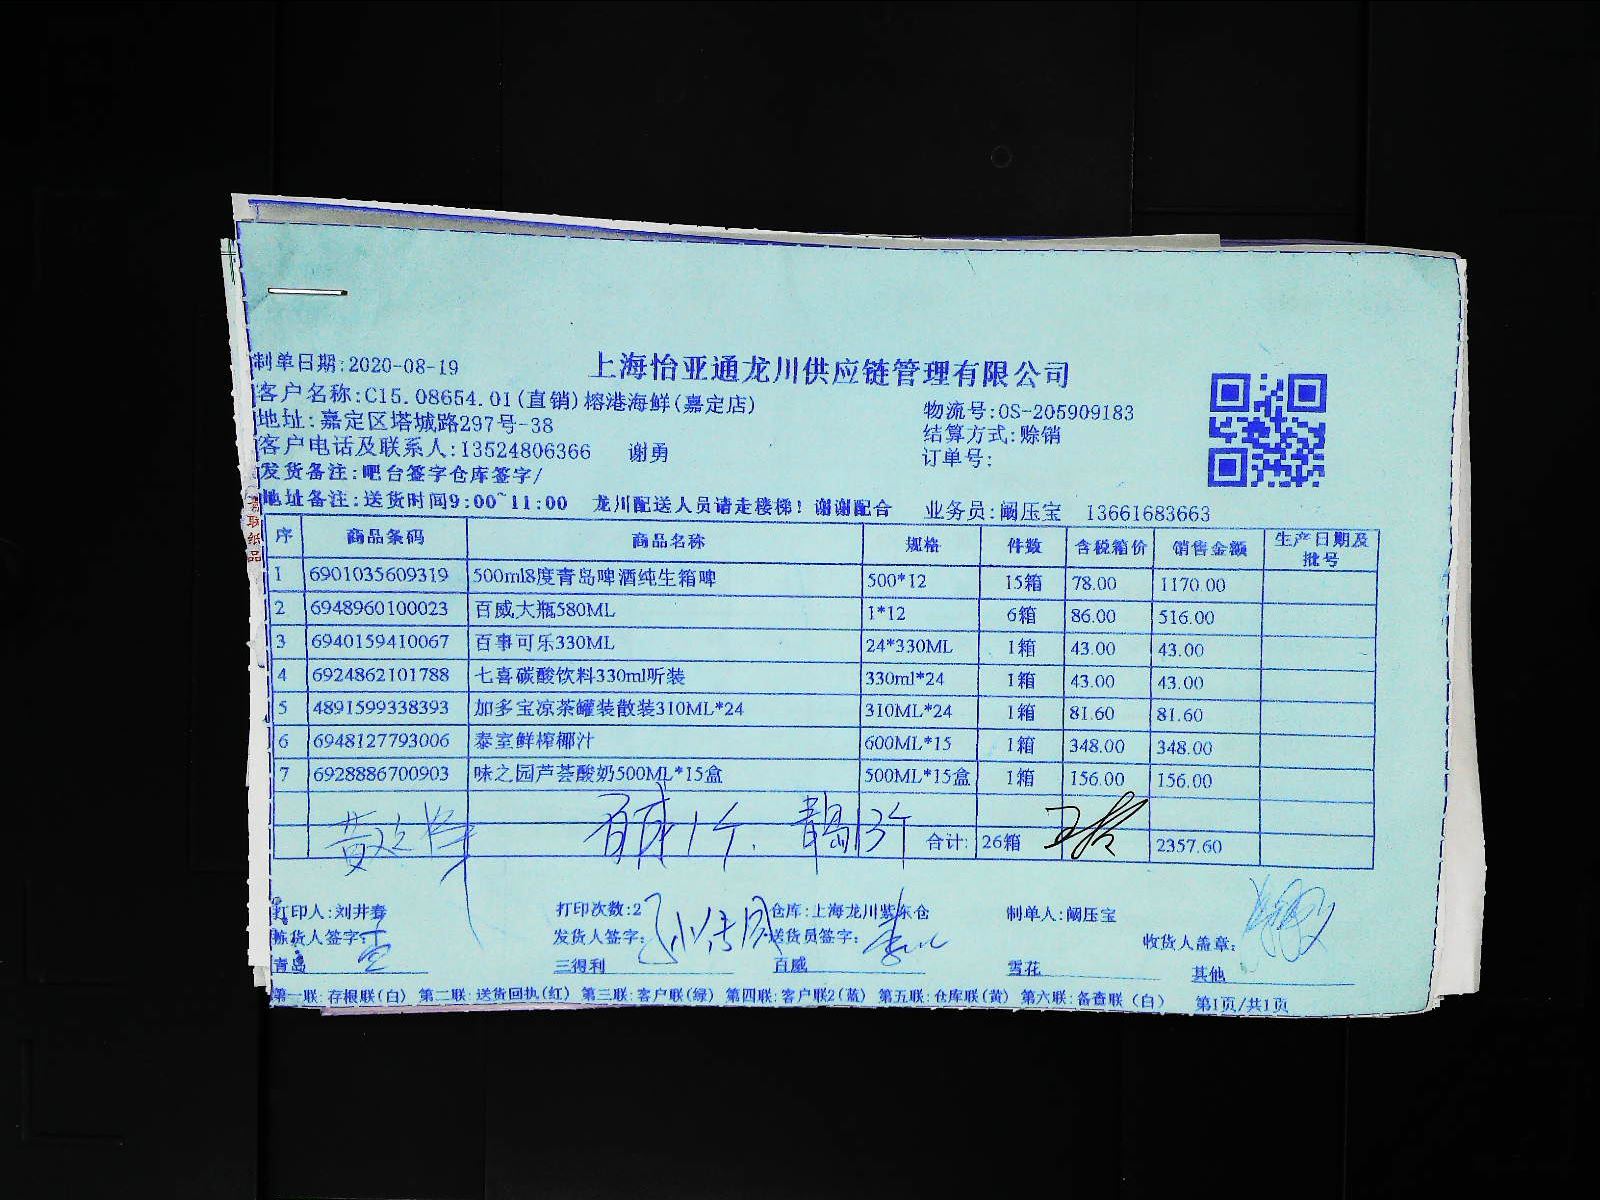 上海怡亚通龙川供应链管理有限公司
制单日期:2020-08-19
客户名称:C15.08654.01(直销)榕港海鲜(嘉定店)
物流号:OS-205909183
地址:嘉定区塔城路297号-38
结算方式:赊销
客户电话及联系人:13524806366 谢勇
订单号:
发货备注:吧台签字仓库签字/
地址备注:送货时间9:00~11:00 龙川配送人员请走楼梯!谢谢配合 业务员:阚压宝 13661683663
序 商品条码 商品名称 规格 件数 含税箱价 销售金额 生产日期及批号
1 6901035609319 500ml8度青岛啤酒纯生箱啤 500*12 15箱 78.00 1170.00
2 6948960100023 百威大瓶580ML 1*12 6箱 86.00 516.00
3 6940159410067 百事可乐330ML 24*330ML 1箱 43.00 43.00
4 6924862101788 七喜碳酸饮料330ml听装 330ml*24 1箱 43.00 43.00
5 4891599338393 加多宝凉茶罐装散装310ML*24 310ML*24 1箱 81.60 81.60
6 6948127793006 泰室鲜榨椰汁 600ML*15 1箱 348.00 348.00
7 6928886700903 味之园芦荟酸奶500ML*15盒 500ML*15盒 1箱 156.00 156.00
百威1个. 青岛13个
合计: 26箱 2357.60
打印人:刘井春 打印次数:2 仓库:上海龙川紫东仓 制单人:阚压宝
拣货人签字: 发货人签字: 送货员签字: 收货人盖章:
青岛 三得利 百威 雪花 其他
第一联:存根联(白) 第二联:送货回执(红) 第三联:客户联(绿) 第四联:客户联2(蓝) 第五联:仓库联(黄) 第六联:备查联(白) 第1页/共1页